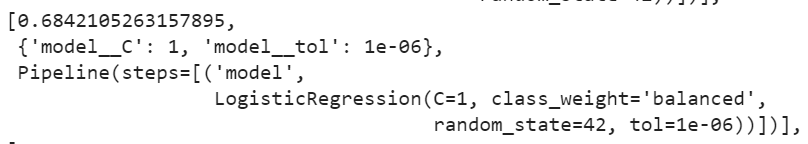 random_state=42))])],
[0.6842105263157895,
 {'model__C': 1, 'model__tol': 1e-06},
 Pipeline(steps=[('model',
                  LogisticRegression(C=1, class_weight='balanced',
                                     random_state=42, tol=1e-06))])],
[